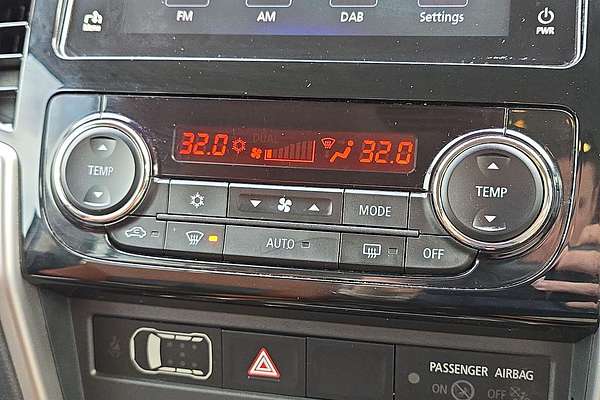 FM AM DAB Settings
PWR
DUAL
32.0 32.0
TEMP
TEMP
MODE
AUTO
OFF
PASSENGER AIRBAG
ON OFF